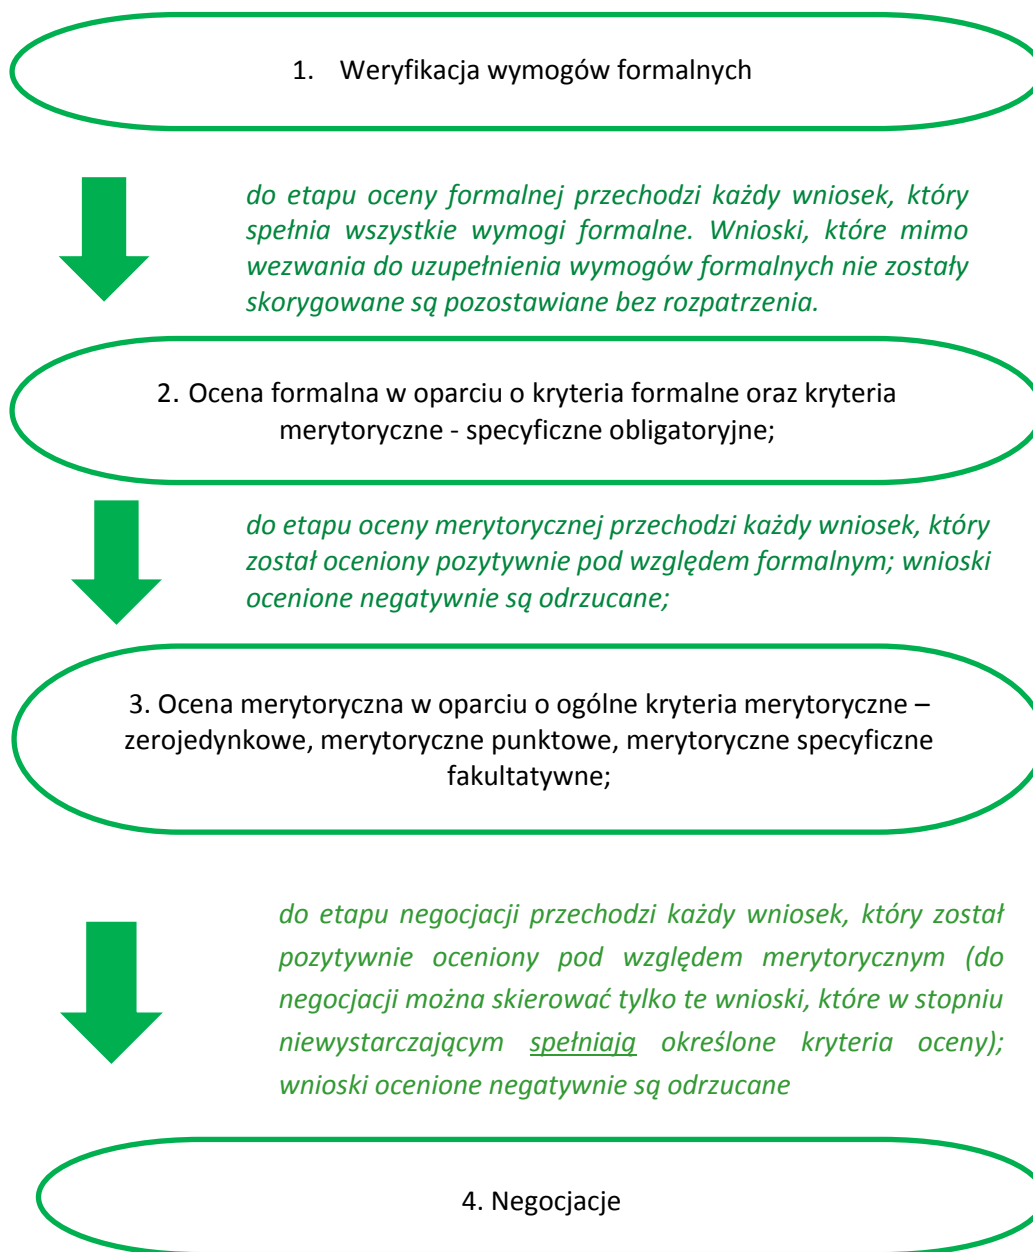 1. Weryfikacja wymogów formalnych
do etapu oceny formalnej przechodzi każdy wniosek, który
spełnia wszystkie wymogi formalne. Wnioski, które mimo
wezwania do uzupełnienia wymogów formalnych nie zostały
skorygowane są pozostawiane bez rozpatrzenia.
2. Ocena formalna w oparciu o kryteria formalne oraz kryteria
merytoryczne - specyficzne obligatoryjne;
do etapu oceny merytorycznej przechodzi każdy wniosek, który
został oceniony pozytywnie pod względem formalnym; wnioski
ocenione negatywnie są odrzucane;
3. Ocena merytoryczna w oparciu o ogólne kryteria merytoryczne –
zerojedynkowe, merytoryczne punktowe, merytoryczne specyficzne
fakultatywne;
do etapu negocjacji przechodzi każdy wniosek, który został
pozytywnie oceniony pod względem merytorycznym (do
negocjacji można skierować tylko te wnioski, które w stopniu
niewystarczającym spełniają określone kryteria oceny);
wnioski ocenione negatywnie są odrzucane
4. Negocjacje